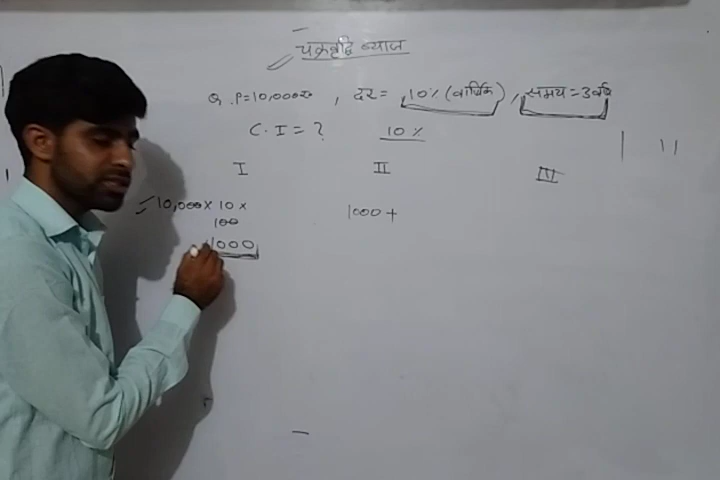 चक्रवृद्धि ब्याज
Q. P=10,000रु , दर= 10% (वार्षिक) , समय=3वर्ष
C.I=? 10%
I II III
10,000 × 10 × 1000 +
100
1000